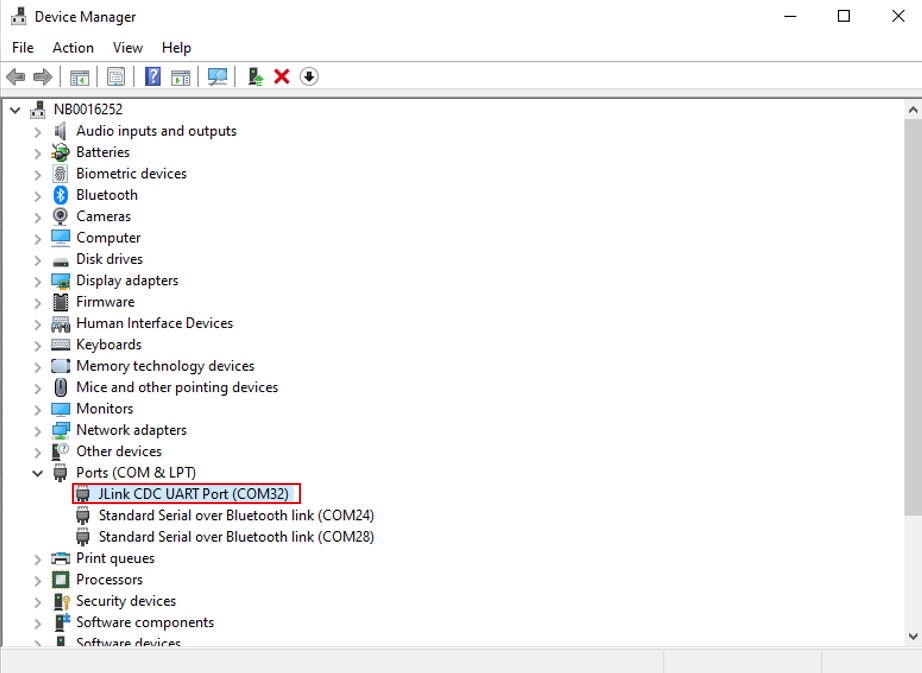 Device Manager
File Action View Help
NB0016252
Audio inputs and outputs
Batteries
Biometric devices
Bluetooth
Cameras
Computer
Disk drives
Display adapters
Firmware
Human Interface Devices
Keyboards
Memory technology devices
Mice and other pointing devices
Monitors
Network adapters
Other devices
Ports (COM & LPT)
JLink CDC UART Port (COM32)
Standard Serial over Bluetooth link (COM24)
Standard Serial over Bluetooth link (COM28)
Print queues
Processors
Security devices
Software components
Software devices